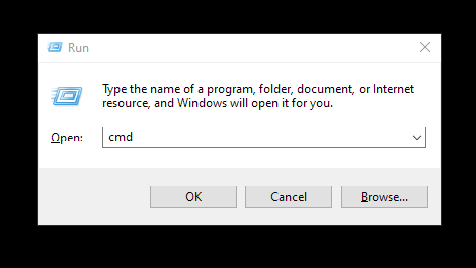 Run
Type the name of a program, folder, document, or Internet
resource, and Windows will open it for you.
Open: cmd
OK Cancel Browse...